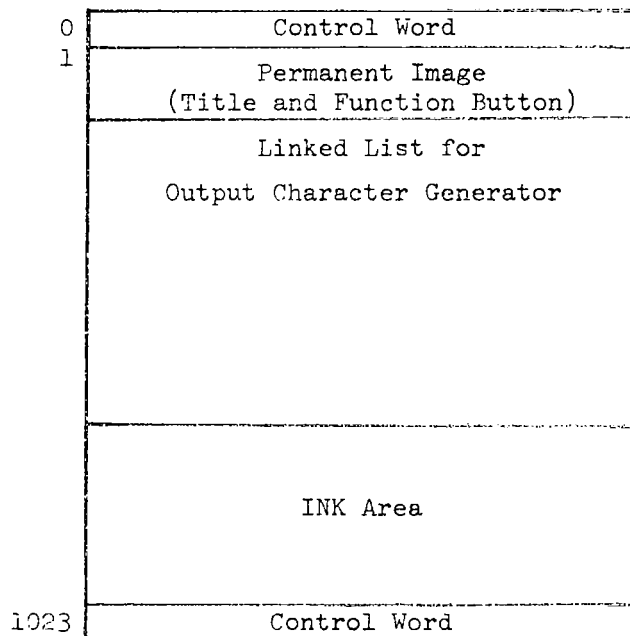 0 Control Word
1
Permanent Image
(Title and Function Button)
Linked List for
Output Character Generator
INK Area
1023 Control Word